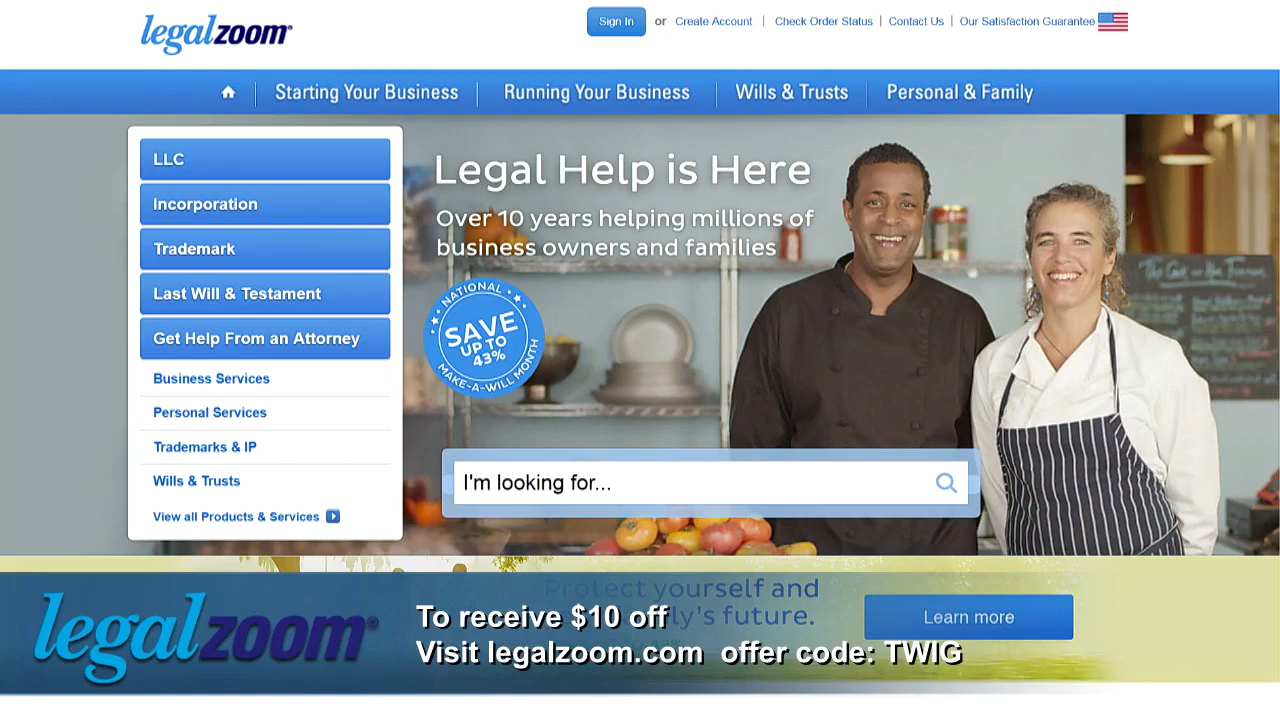 legalzoom
Sign In or Create Account | Check Order Status | Contact Us | Our Satisfaction Guarantee
Starting Your Business
Running Your Business
Wills & Trusts
Personal & Family
LLC
Incorporation
Trademark
Last Will & Testament
Get Help From an Attorney
Business Services
Personal Services
Trademarks & IP
Wills & Trusts
View all Products & Services
Legal Help is Here
Over 10 years helping millions of
business owners and families
NATIONAL
SAVE
UP TO
43%
MAKE-A-WILL MONTH
I'm looking for...
Protect yourself and
future.
Learn more
legalzoom®
To receive $10 off
Visit legalzoom.com offer code: TWIG